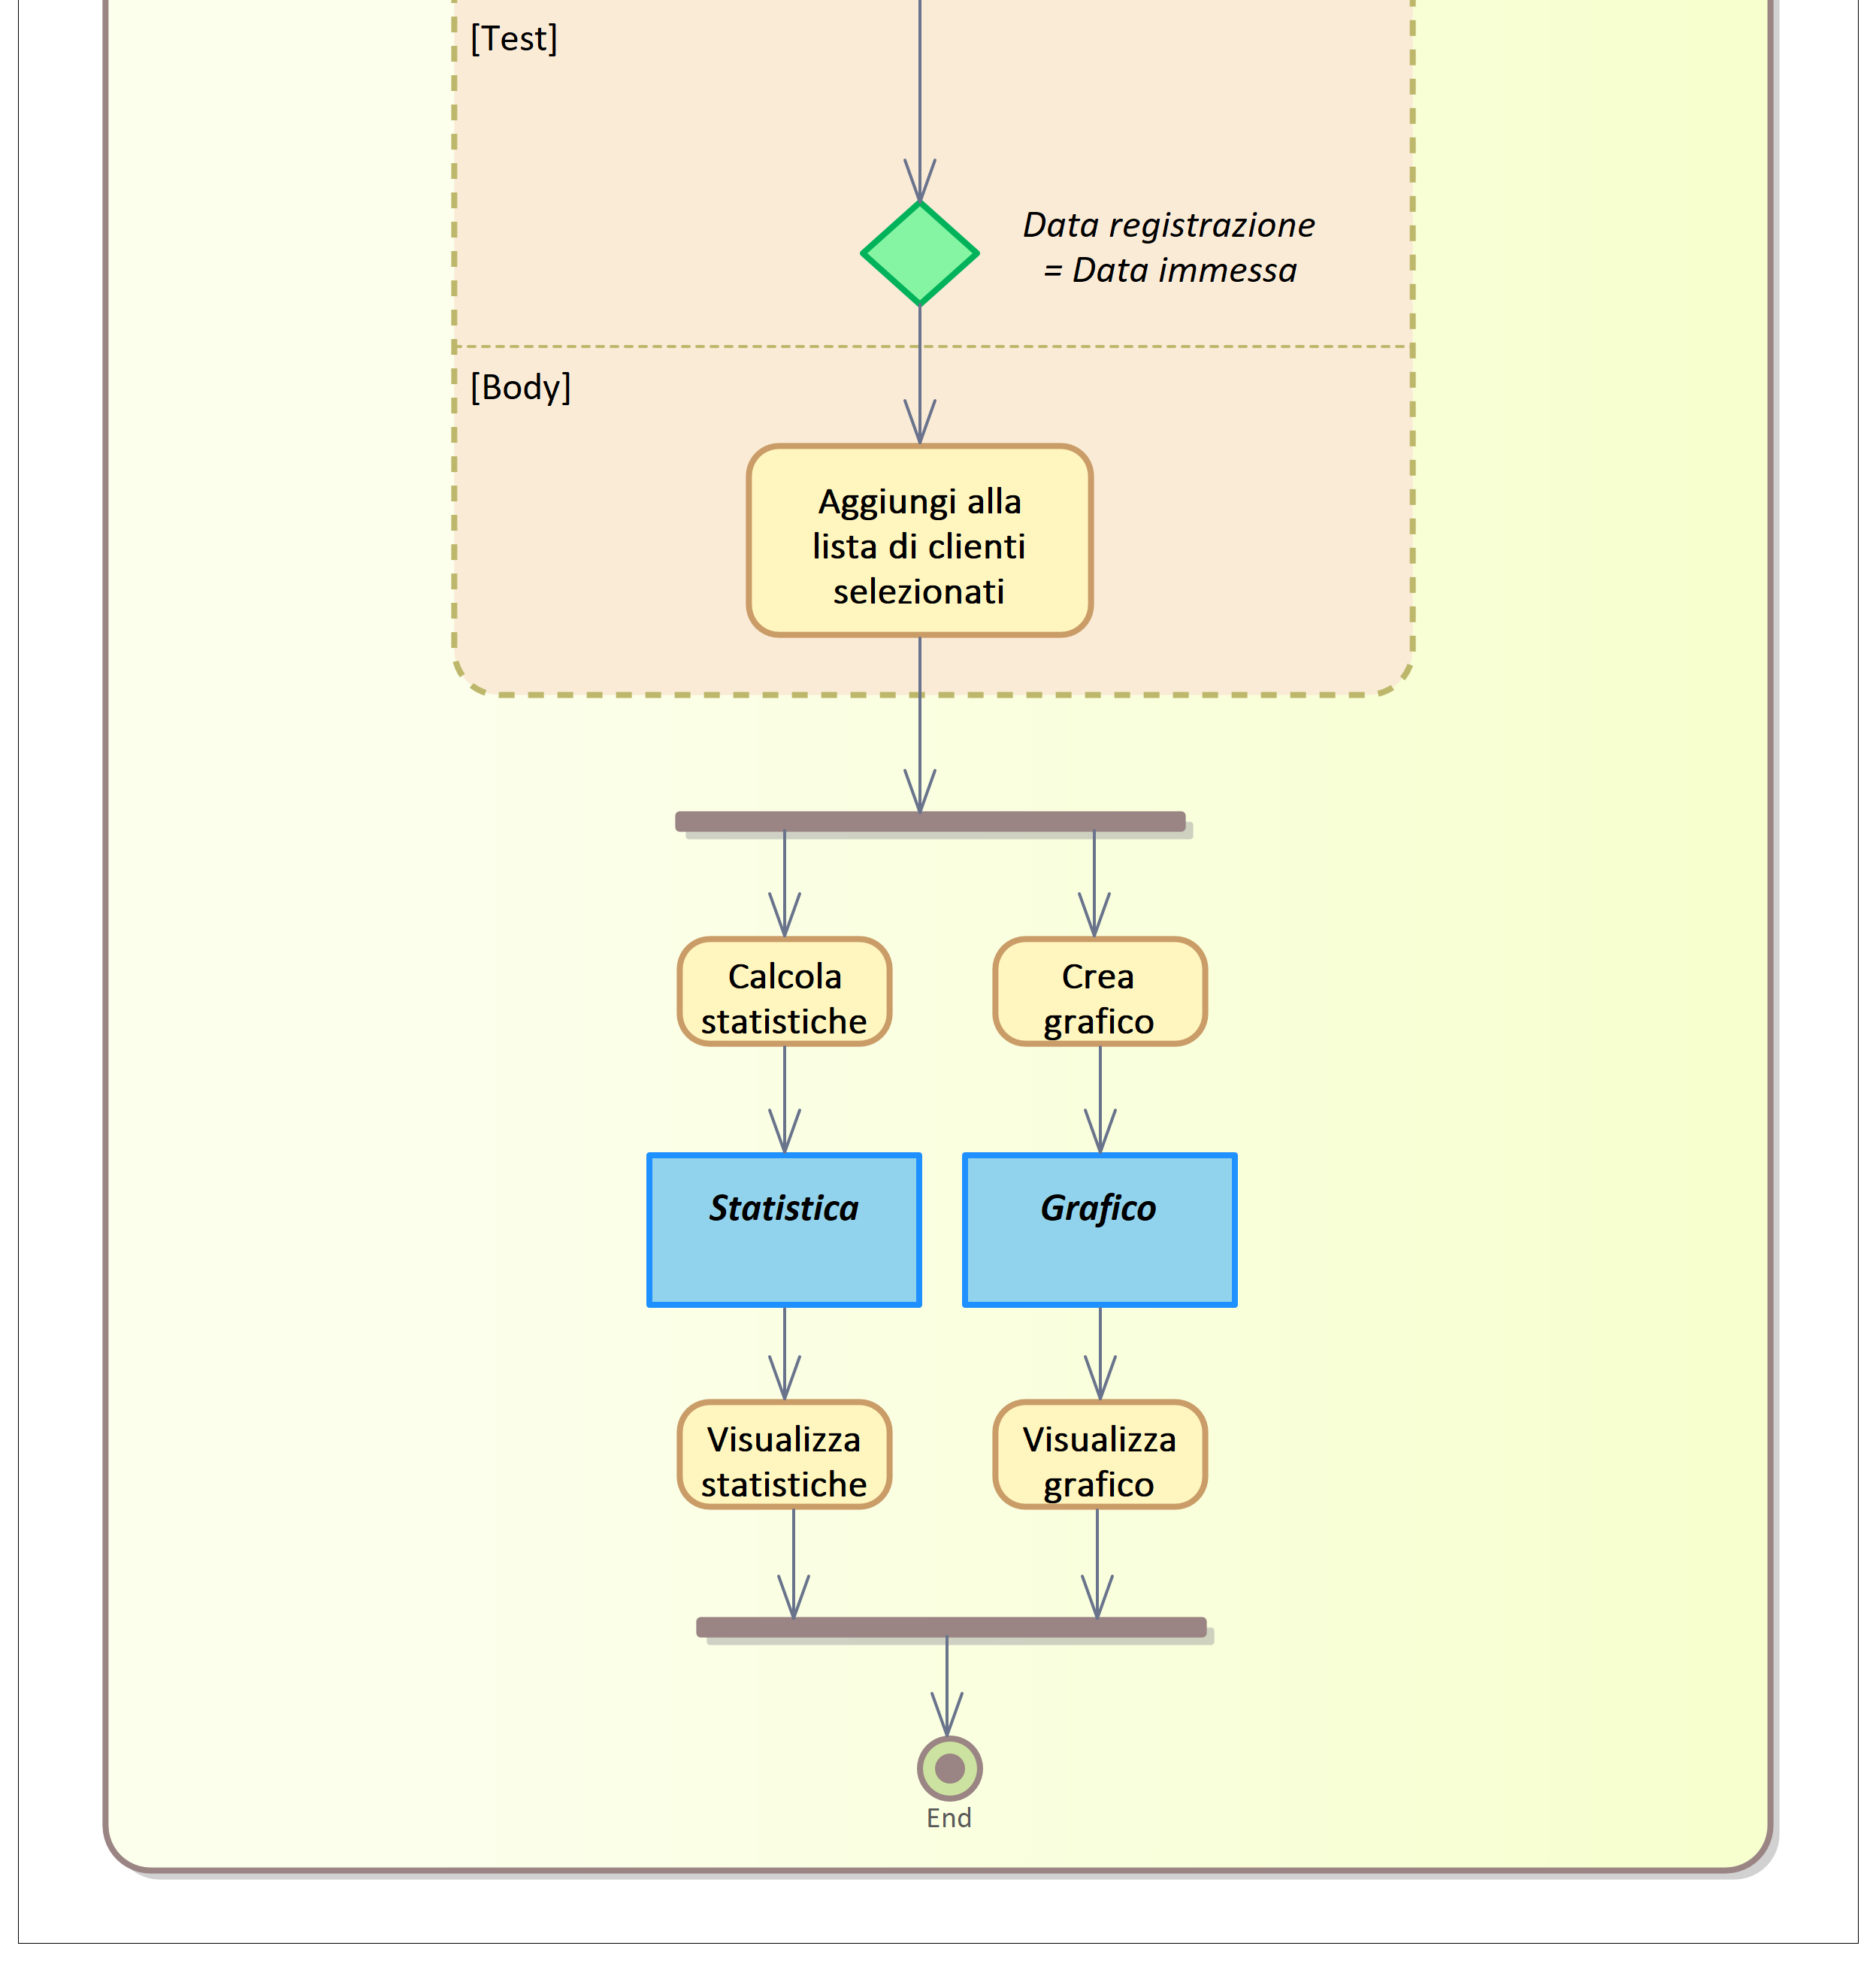 [Test]
Data registrazione
= Data immessa
[Body]
Aggiungi alla
lista di clienti
selezionati
Calcola
statistiche
Crea
grafico
Statistica
Grafico
Visualizza
statistiche
Visualizza
grafico
End